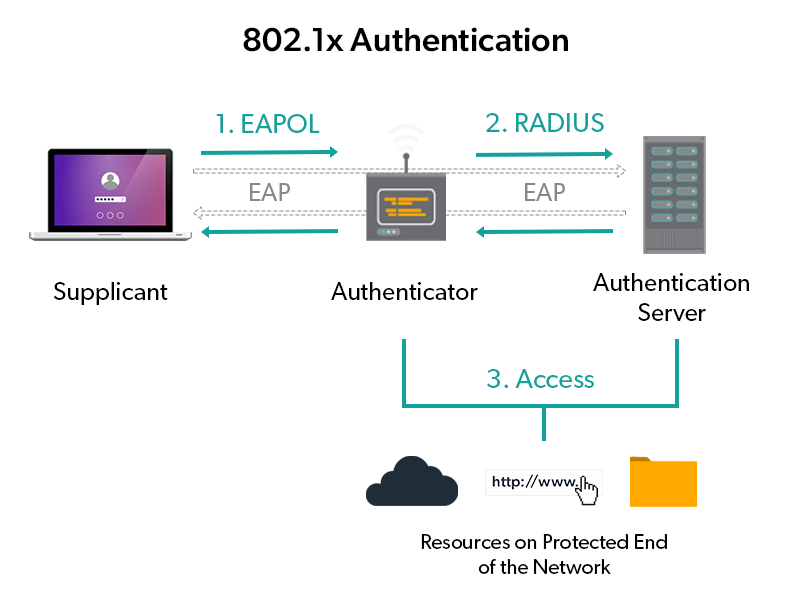 802.1x Authentication
1. EAPOL
2. RADIUS
EAP
EAP
Supplicant
Authenticator
Authentication
Server
3. Access
http://www.
Resources on Protected End
of the Network